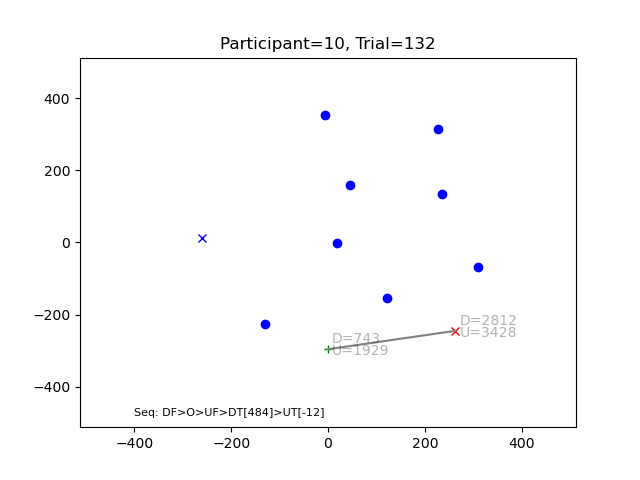 Participant=10, Trial=132
400
200
0
−200
−400
D=2812
U=3428
D=743
U=1929
Seq: DF>O>UF>DT[484]>UT[-12]
−400 −200 0 200 400